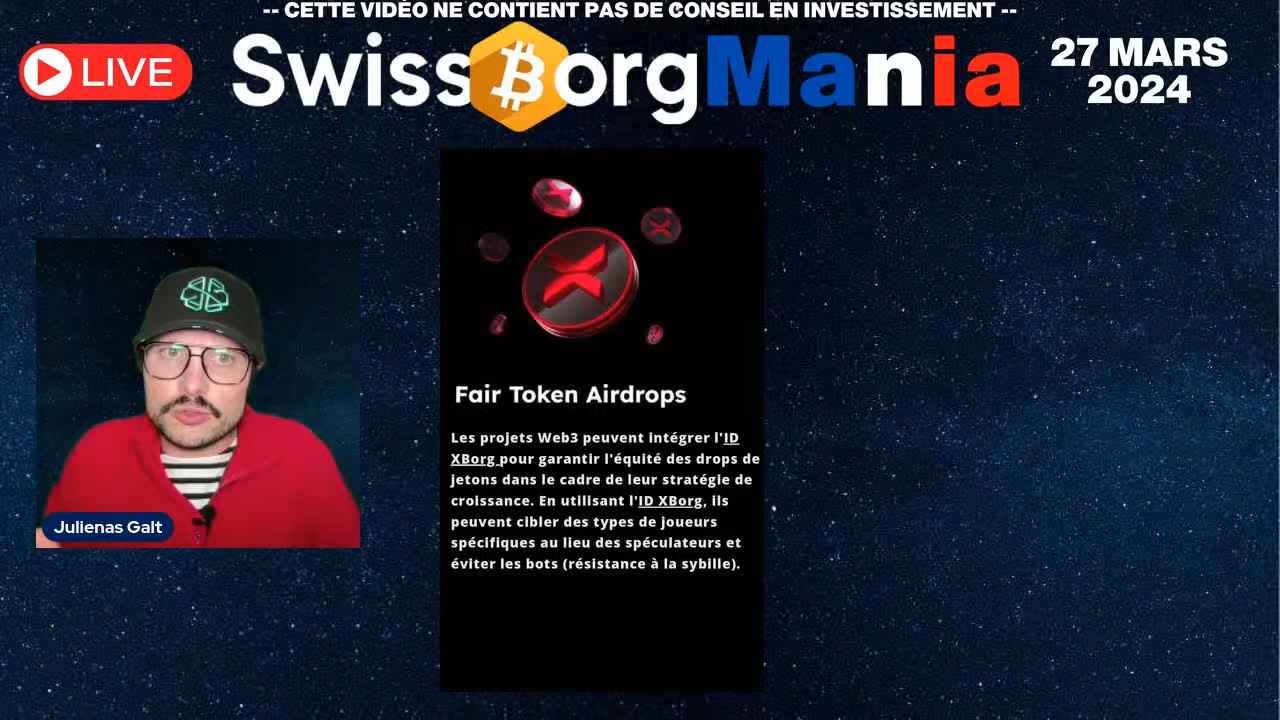 -- CETTE VIDÉO NE CONTIENT PAS DE CONSEIL EN INVESTISSEMENT --
LIVE
SwissBorgMania
27 MARS
2024
Fair Token Airdrops
Les projets Web3 peuvent intégrer l'ID
XBorg pour garantir l'équité des drops de
jetons dans le cadre de leur stratégie de
croissance. En utilisant l'ID XBorg, ils
peuvent cibler des types de joueurs
spécifiques au lieu des spéculateurs et
éviter les bots (résistance à la sybille).
Julienas Galt